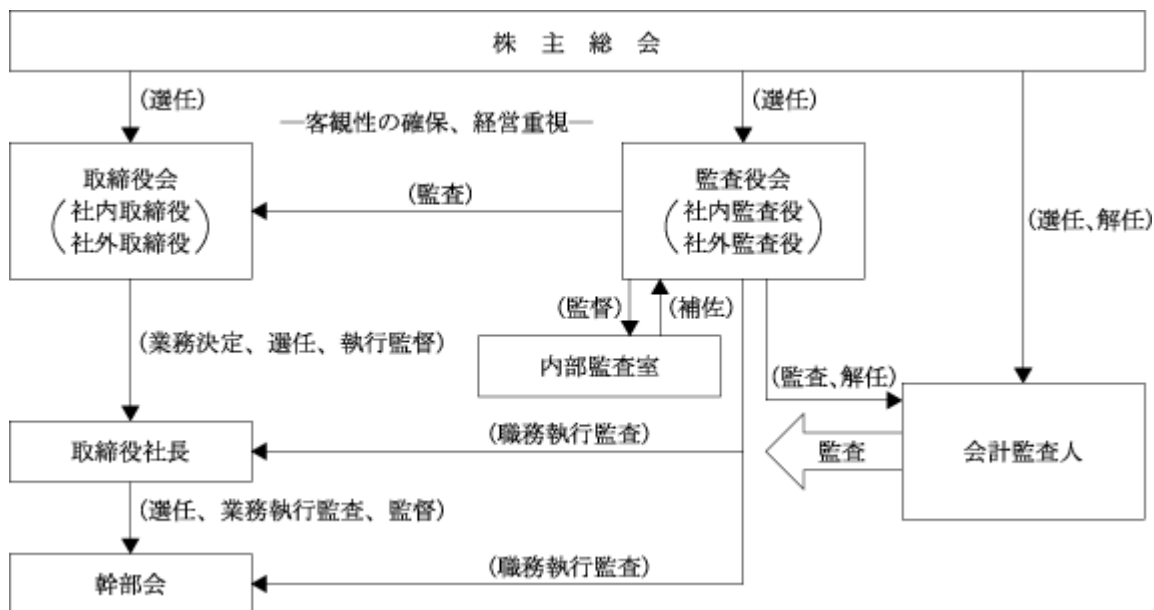 株主総会
(選任)
(選任)
―客観性の確保、経営重視―
取締役会
(社内取締役
社外取締役)
(監査)
監査役会
(社内監査役
社外監査役)
(選任、解任)
(監督)
(補佐)
(業務決定、選任、執行監督)
内部監査室
(監査、解任)
取締役社長
(職務執行監査)
監査
会計監査人
(選任、業務執行監査、監督)
幹部会
(職務執行監査)